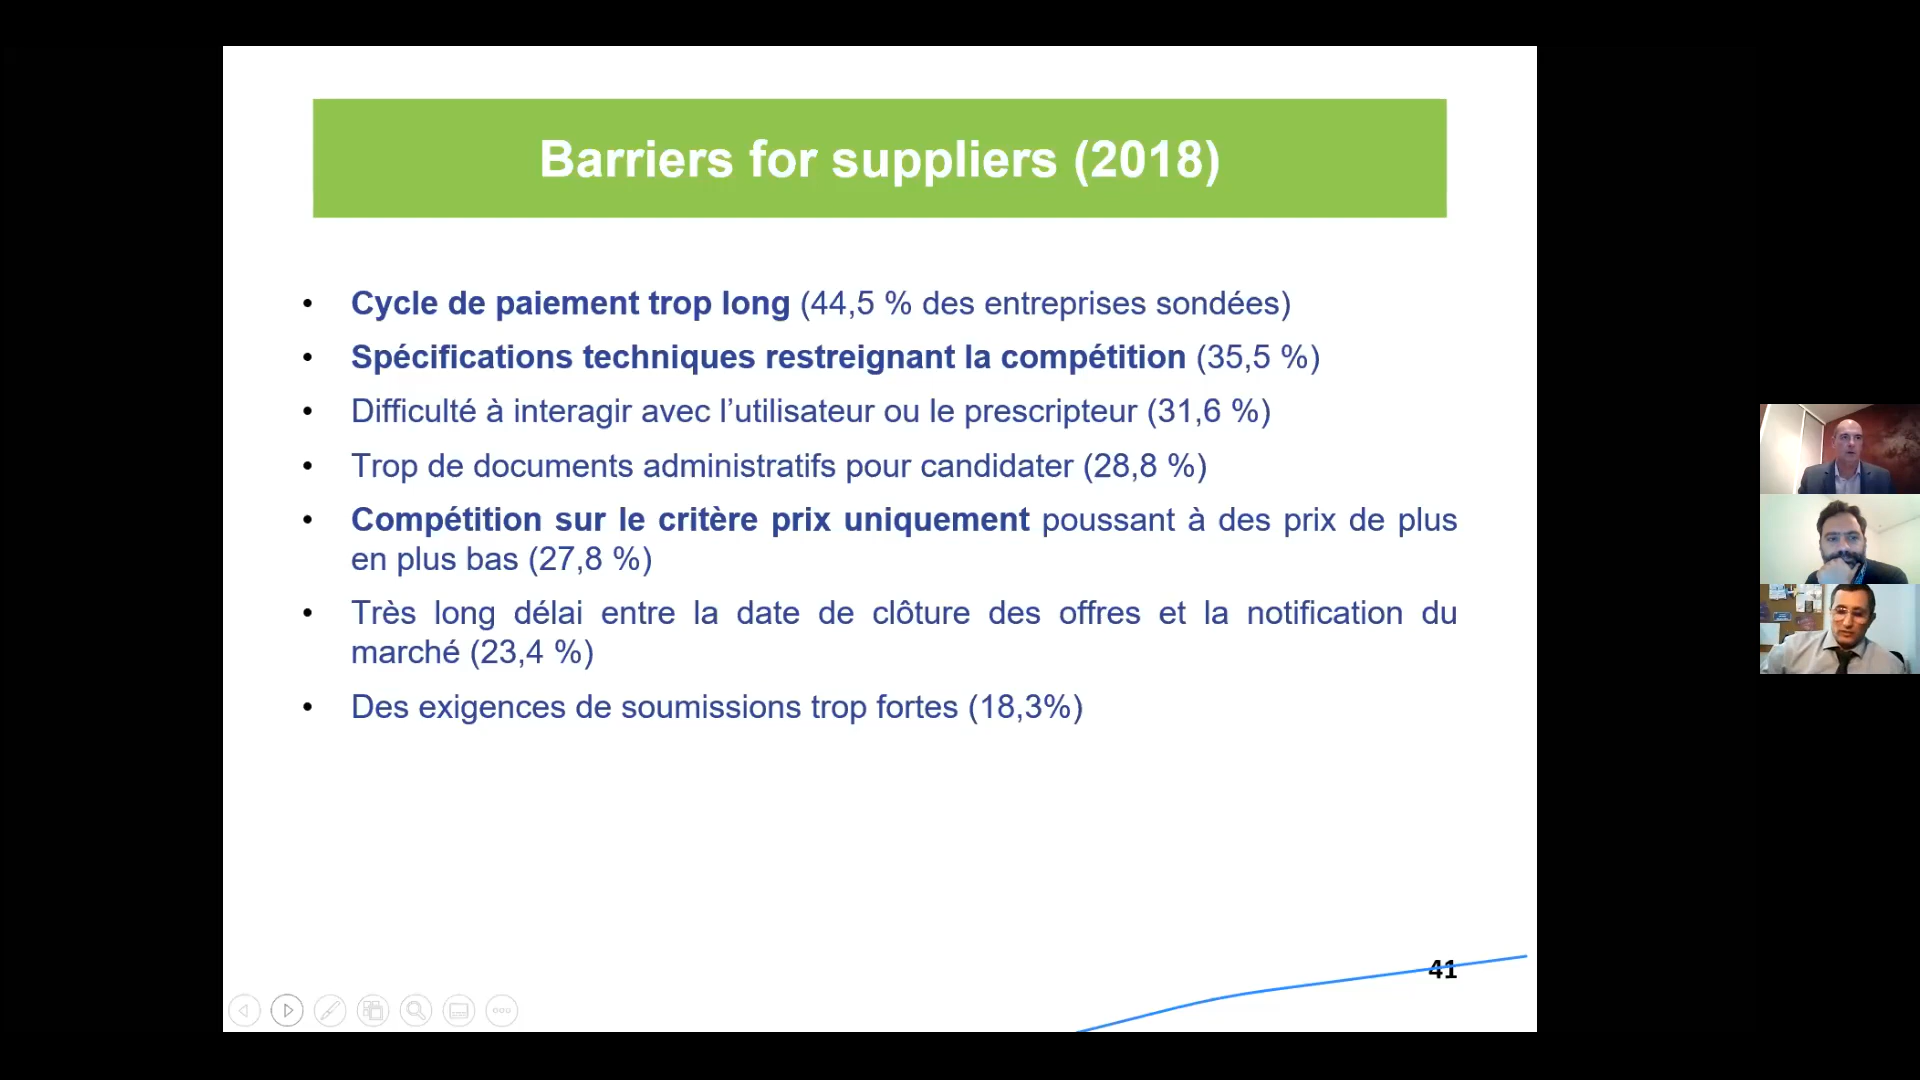 Barriers for suppliers (2018)
• Cycle de paiement trop long (44,5 % des entreprises sondées)
• Spécifications techniques restreignant la compétition (35,5 %)
• Difficulté à interagir avec l’utilisateur ou le prescripteur (31,6 %)
• Trop de documents administratifs pour candidater (28,8 %)
• Compétition sur le critère prix uniquement poussant à des prix de plus
en plus bas (27,8 %)
• Très long délai entre la date de clôture des offres et la notification du
marché (23,4 %)
• Des exigences de soumissions trop fortes (18,3%)
41